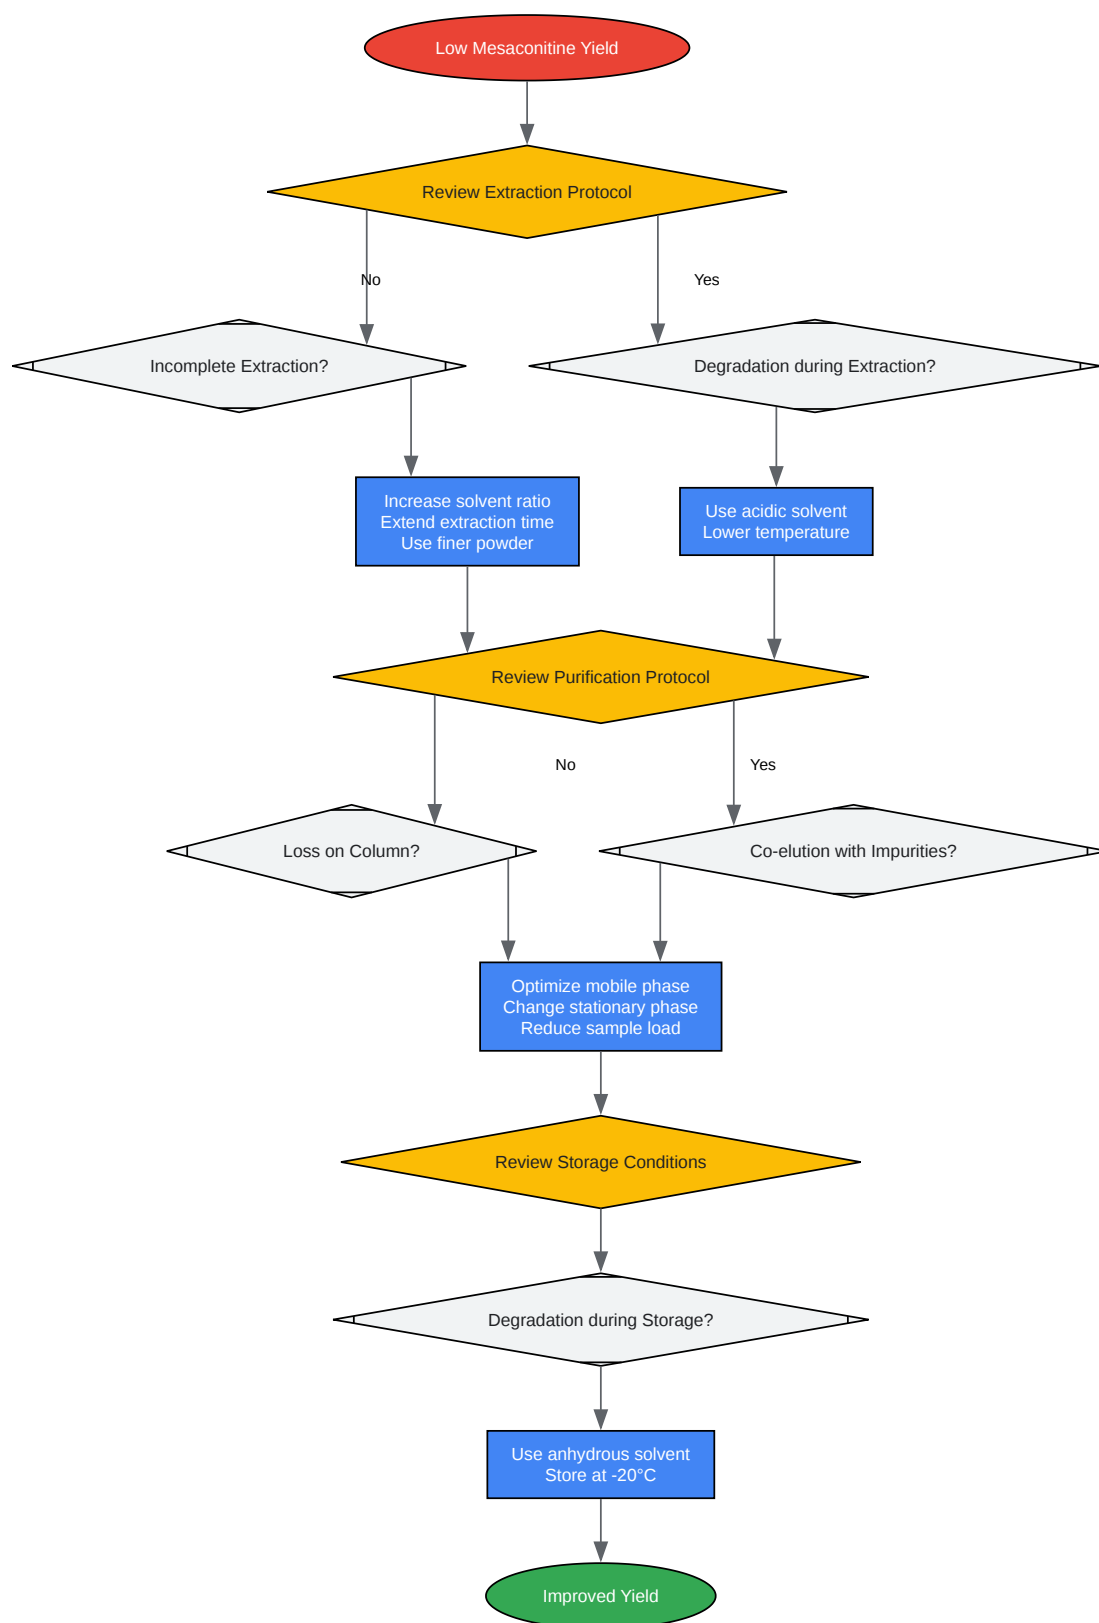 Low Mesaconitine Yield
Review Extraction Protocol
No
Yes
Incomplete Extraction?
Degradation during Extraction?
Increase solvent ratio
Extend extraction time
Use finer powder
Use acidic solvent
Lower temperature
Review Purification Protocol
No
Yes
Loss on Column?
Co-elution with Impurities?
Optimize mobile phase
Change stationary phase
Reduce sample load
Review Storage Conditions
Degradation during Storage?
Use anhydrous solvent
Store at -20°C
Improved Yield